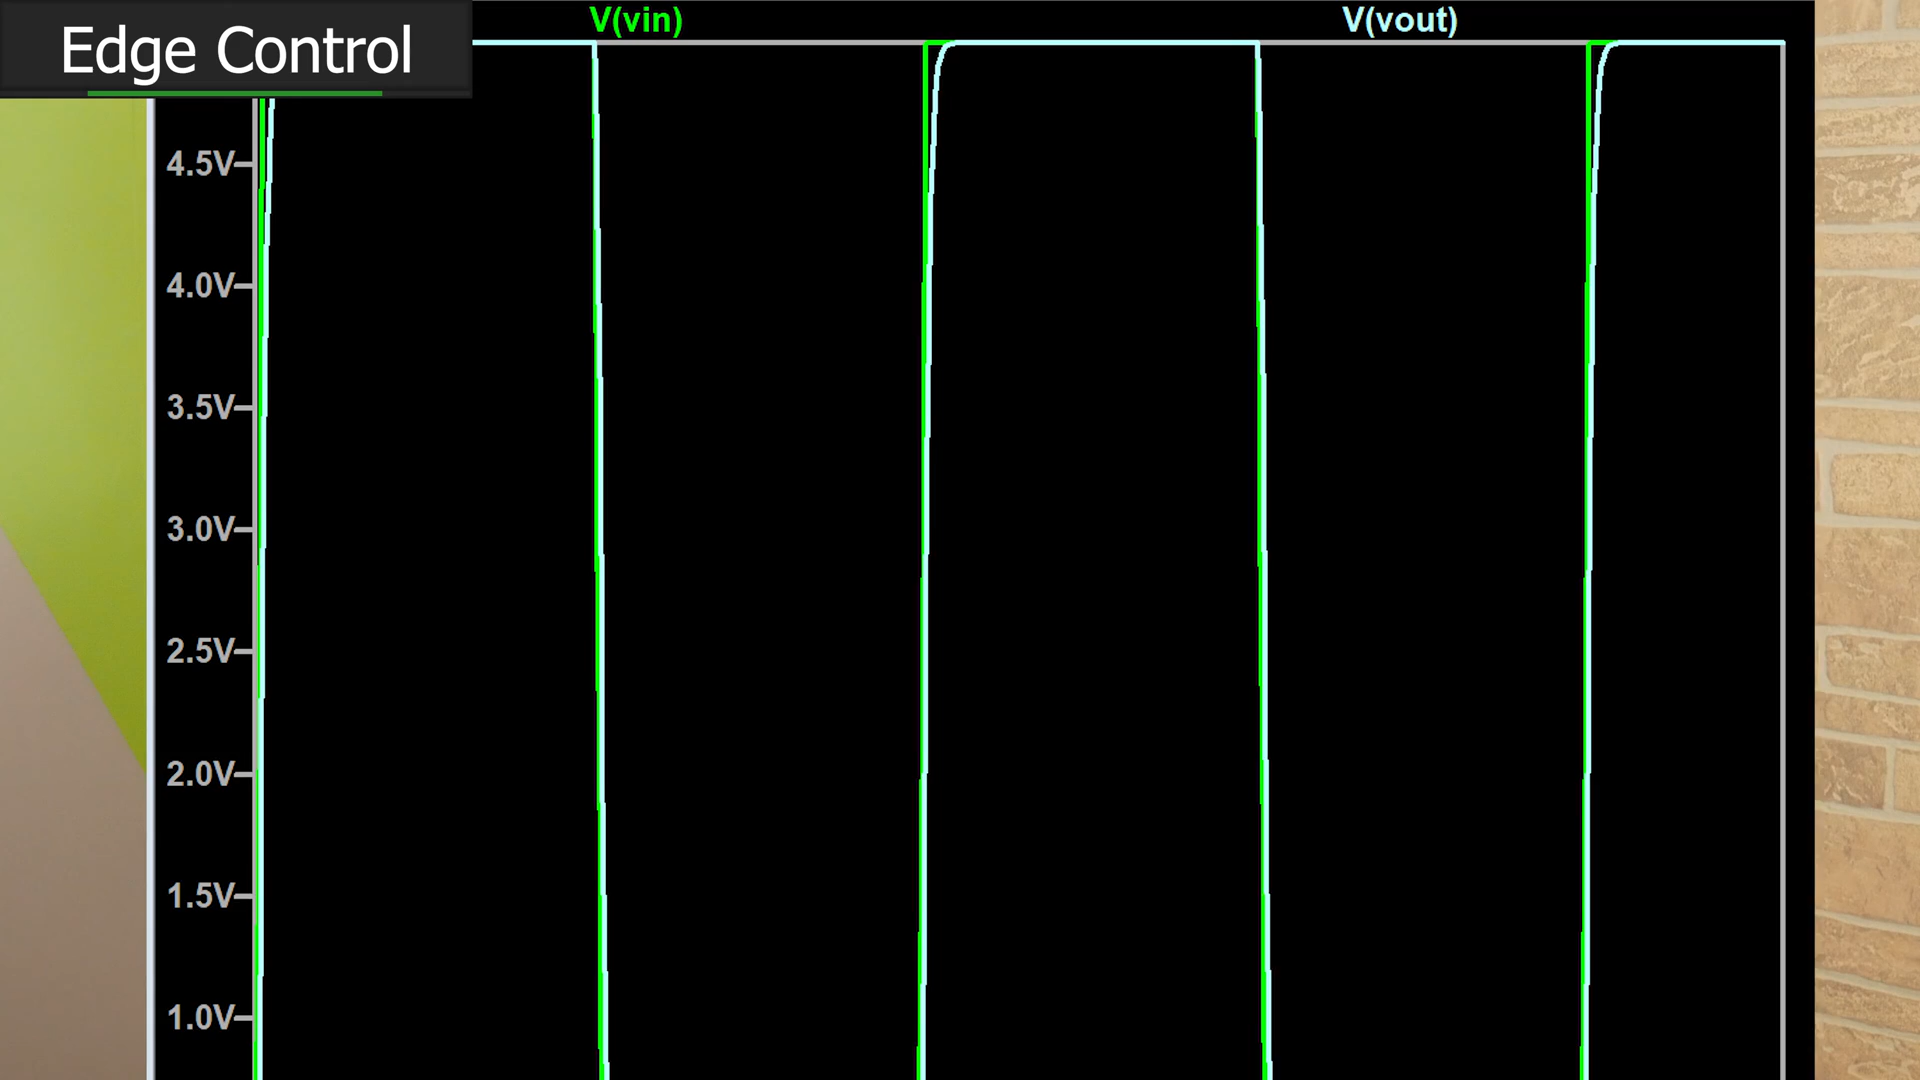 Edge Control
V(vin)
V(vout)
4.5V
4.0V
3.5V
3.0V
2.5V
2.0V
1.5V
1.0V